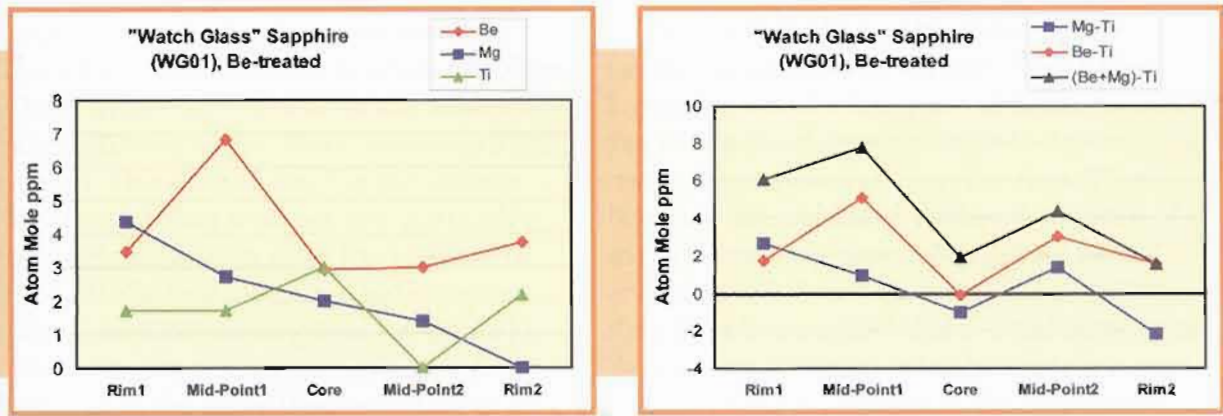 "Watch Glass" Sapphire
(WG01), Be-treated
Be
Mg
Ti
8
7
6
5
4
3
2
1
0
Atom Mole ppm
Rim1 Mid-Point1 Core Mid-Point2 Rim2
"Watch Glass" Sapphire
(WG01), Be-treated
Mg-Ti
Be-Ti
(Be+Mg)-Ti
10
8
6
4
2
0
-2
-4
Atom Mole ppm
Rim1 Mid-Point1 Core Mid-Point2 Rim2